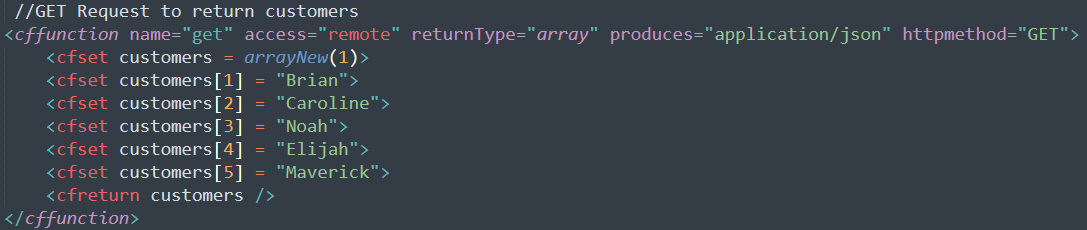 //GET Request to return customers
<cffunction name="get" access="remote" returnType="array" produces="application/json" httpmethod="GET">
    <cfset customers = arrayNew(1)>
    <cfset customers[1] = "Brian">
    <cfset customers[2] = "Caroline">
    <cfset customers[3] = "Noah">
    <cfset customers[4] = "Elijah">
    <cfset customers[5] = "Maverick">
    <cfreturn customers />
</cffunction>